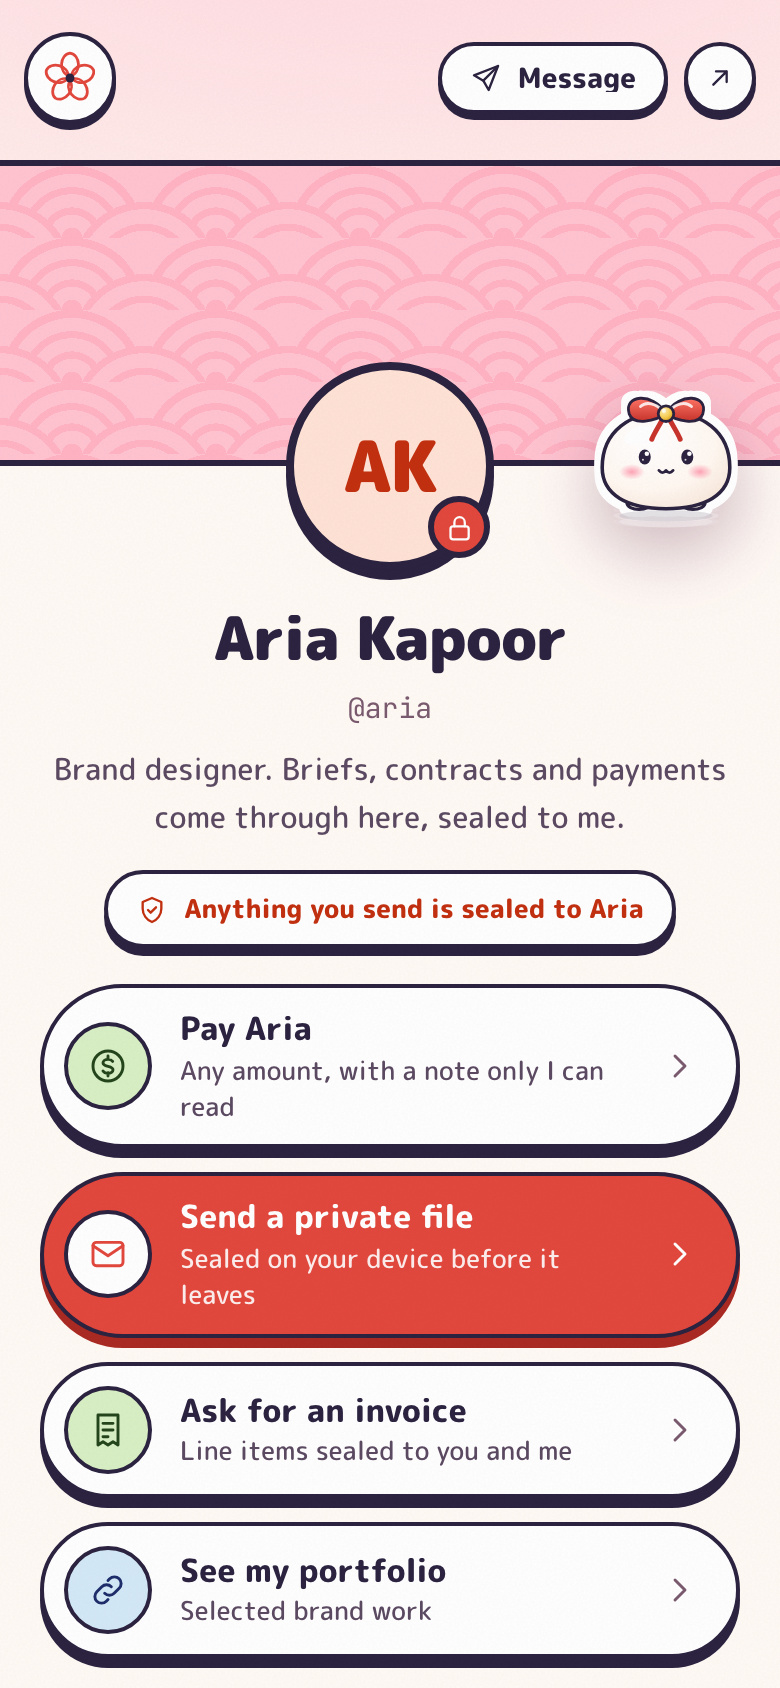 Message
AK
Aria Kapoor
@aria
Brand designer. Briefs, contracts and payments
come through here, sealed to me.
Anything you send is sealed to Aria
Pay Aria
Any amount, with a note only I can
read
Send a private file
Sealed on your device before it
leaves
Ask for an invoice
Line items sealed to you and me
See my portfolio
Selected brand work